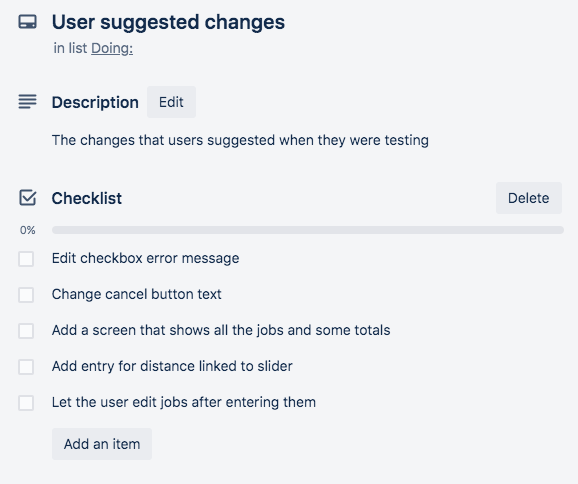 User suggested changes
in list Doing:
Description Edit
The changes that users suggested when they were testing
Checklist Delete
0%
Edit checkbox error message
Change cancel button text
Add a screen that shows all the jobs and some totals
Add entry for distance linked to slider
Let the user edit jobs after entering them
Add an item